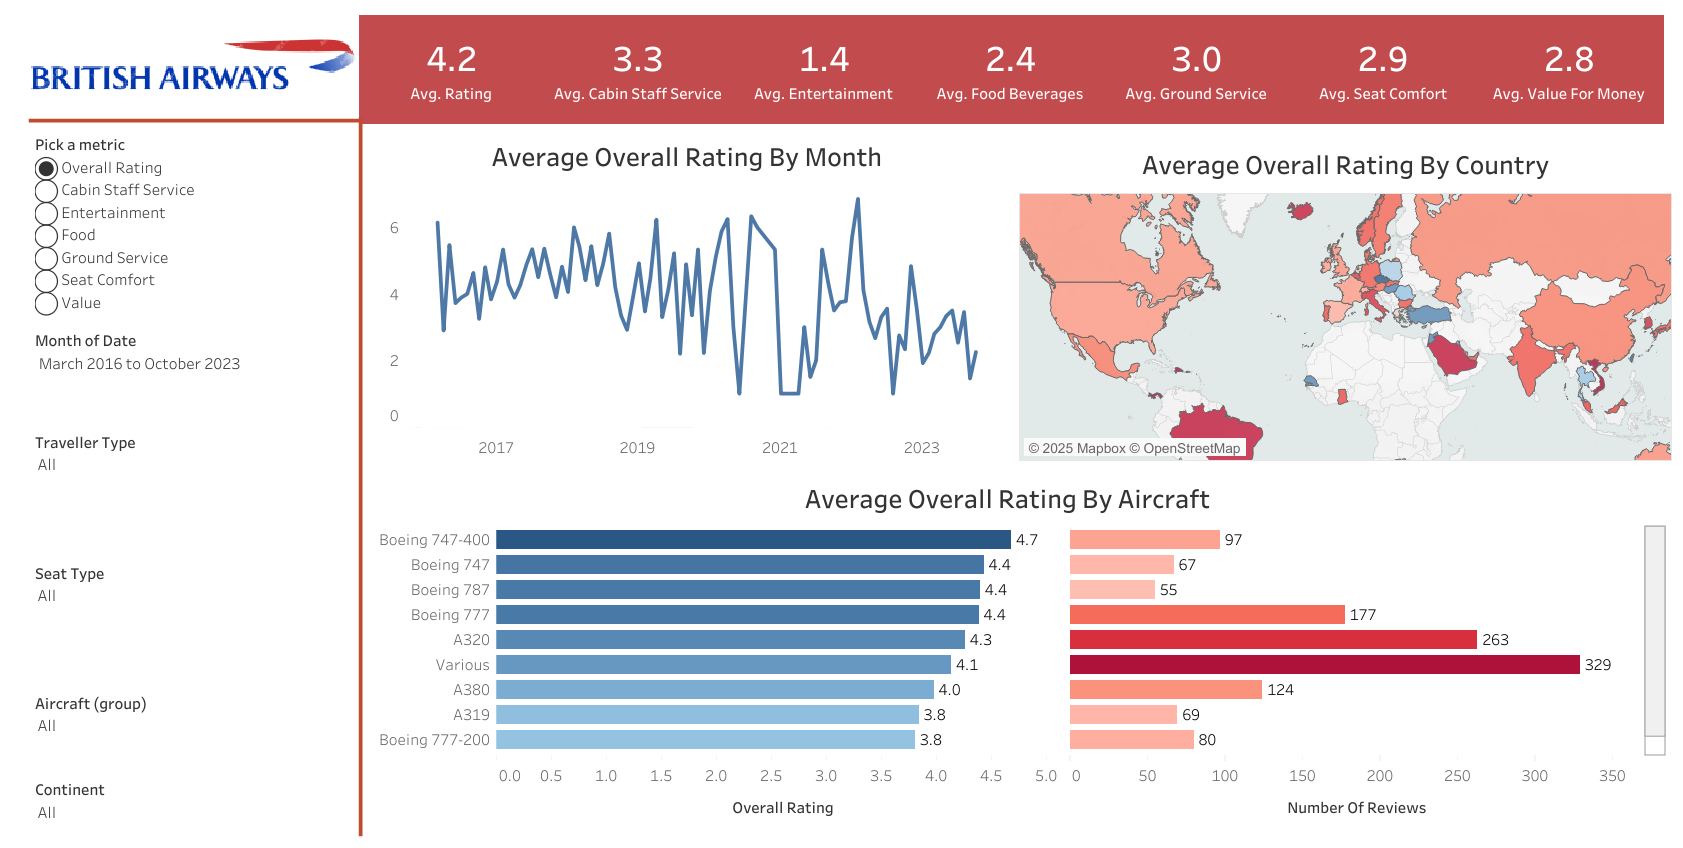 BRITISH AIRWAYS
4.2 3.3 1.4 2.4 3.0 2.9 2.8
Avg. Rating Avg. Cabin Staff Service Avg. Entertainment Avg. Food Beverages Avg. Ground Service Avg. Seat Comfort Avg. Value For Money
Pick a metric
Overall Rating
Cabin Staff Service
Entertainment
Food
Ground Service
Seat Comfort
Value
Month of Date
March 2016 to October 2023
Traveller Type
All
Seat Type
All
Aircraft (group)
All
Continent
All
Average Overall Rating By Month
6
4
2
0
2017 2019 2021 2023
Average Overall Rating By Country
© 2025 Mapbox © OpenStreetMap
Average Overall Rating By Aircraft
Boeing 747-400 4.7 97
Boeing 747 4.4 67
Boeing 787 4.4 55
Boeing 777 4.4 177
A320 4.3 263
Various 4.1 329
A380 4.0 124
A319 3.8 69
Boeing 777-200 3.8 80
0.0 0.5 1.0 1.5 2.0 2.5 3.0 3.5 4.0 4.5 5.0 0 50 100 150 200 250 300 350
Overall Rating Number Of Reviews